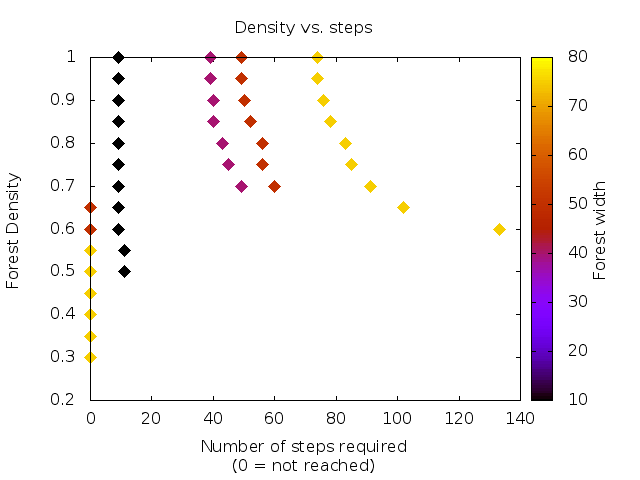 Density vs. steps
1
0.9
0.8
0.7
0.6
0.5
0.4
0.3
0.2
Forest Density
0 20 40 60 80 100 120 140
Number of steps required
(0 = not reached)
80
70
60
50
40
30
20
10
Forest width